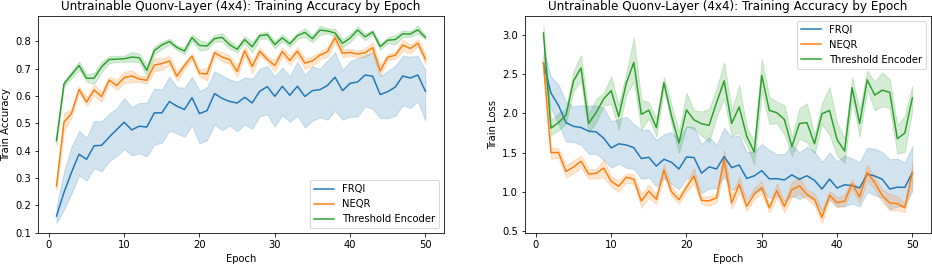 Untrainable Quonv-Layer (4x4): Training Accuracy by Epoch
Train Accuracy
0.8
0.7
0.6
0.5
0.4
0.3
0.2
0.1
FRQI
NEQR
Threshold Encoder
0 10 20 30 40 50
Epoch
Untrainable Quonv-Layer (4x4): Training Accuracy by Epoch
Train Loss
3.0
2.5
2.0
1.5
1.0
0.5
FRQI
NEQR
Threshold Encoder
0 10 20 30 40 50
Epoch